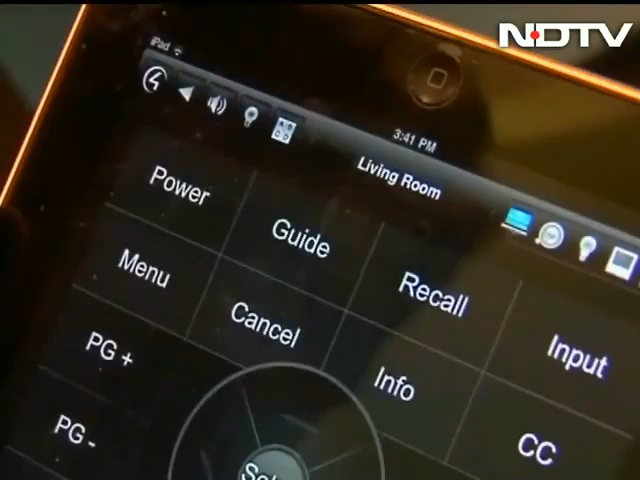 NDTV
iPad
3:41 PM
Living Room
Power
Guide
Recall
Input
Menu
Cancel
Info
CC
PG +
PG -